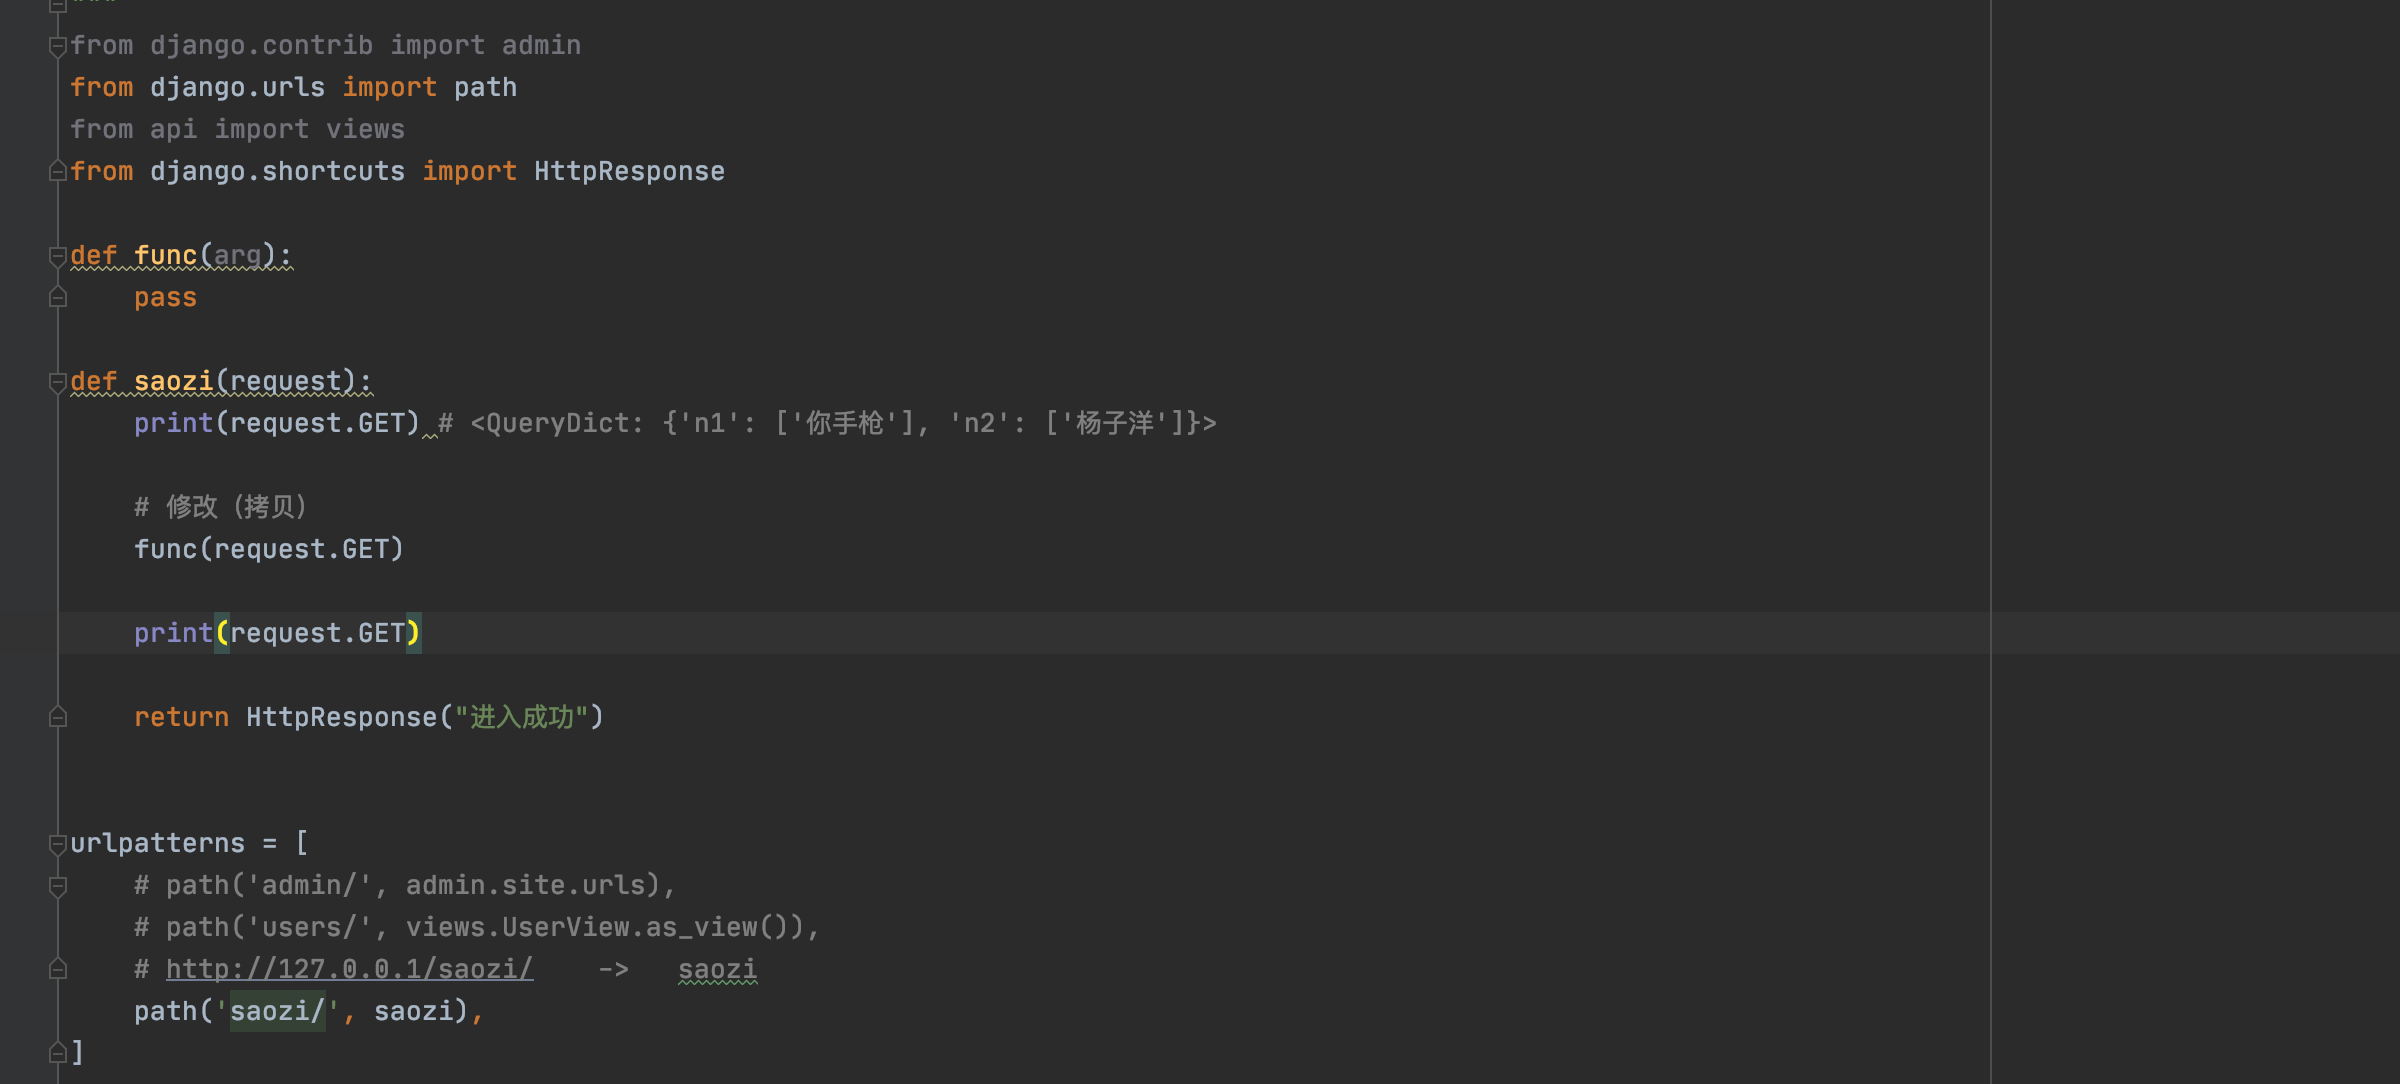 from django.contrib import admin
from django.urls import path
from api import views
from django.shortcuts import HttpResponse
def func(arg):
    pass
def saozi(request):
    print(request.GET) # <QueryDict: {'n1': ['你手枪'], 'n2': ['杨子洋']}>
    # 修改（拷贝）
    func(request.GET)
    print(request.GET)
    return HttpResponse("进入成功")
urlpatterns = [
    # path('admin/', admin.site.urls),
    # path('users/', views.UserView.as_view()),
    # http://127.0.0.1/saozi/    ->   saozi
    path('saozi/', saozi),
]